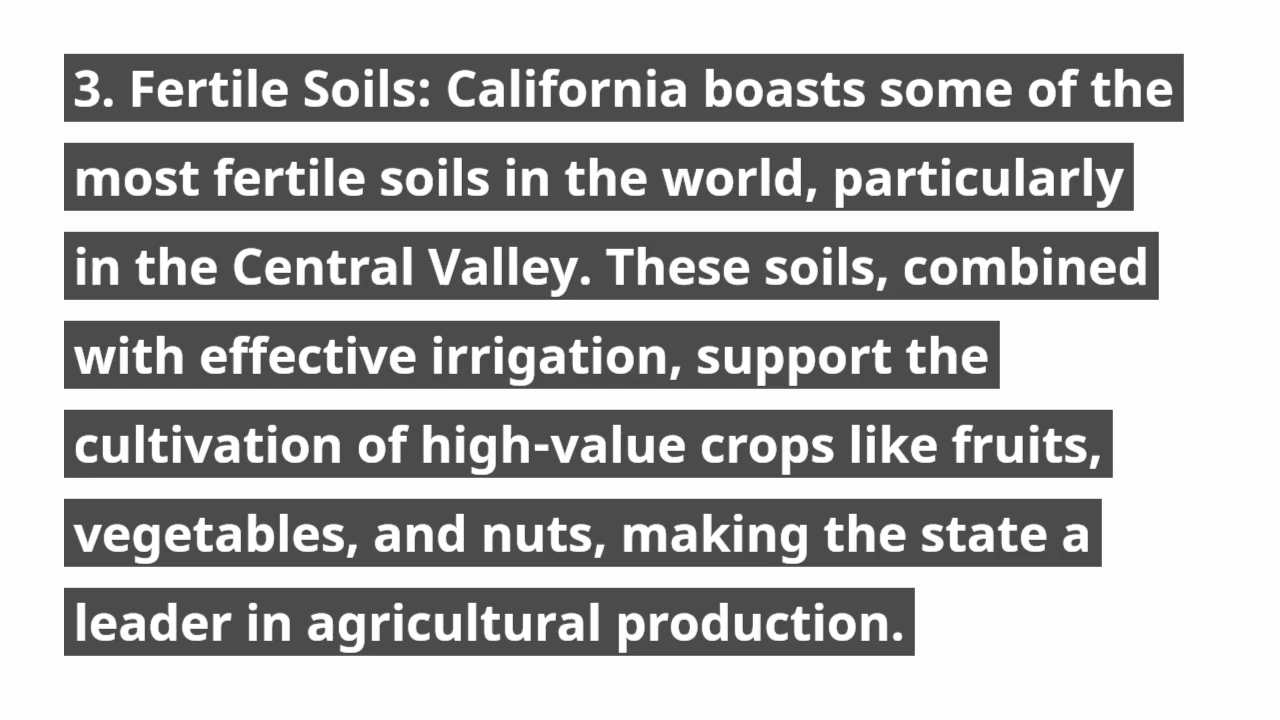 3. Fertile Soils: California boasts some of the
most fertile soils in the world, particularly
in the Central Valley. These soils, combined
with effective irrigation, support the
cultivation of high-value crops like fruits,
vegetables, and nuts, making the state a
leader in agricultural production.